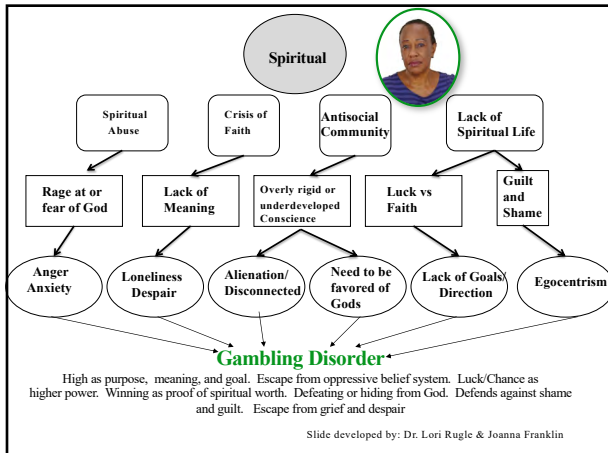 Spiritual
Spiritual
Abuse
Crisis of
Faith
Antisocial
Community
Lack of
Spiritual Life
Rage at or
fear of God
Lack of
Meaning
Overly rigid or
underdeveloped
Conscience
Luck vs
Faith
Guilt
and
Shame
Anger
Anxiety
Loneliness
Despair
Alienation/
Disconnected
Need to be
favored of
Gods
Lack of Goals/
Direction
Egocentrism
Gambling Disorder
High as purpose, meaning, and goal. Escape from oppressive belief system. Luck/Chance as
higher power. Winning as proof of spiritual worth. Defeating or hiding from God. Defends against shame
and guilt. Escape from grief and despair
Slide developed by: Dr. Lori Rugle & Joanna Franklin